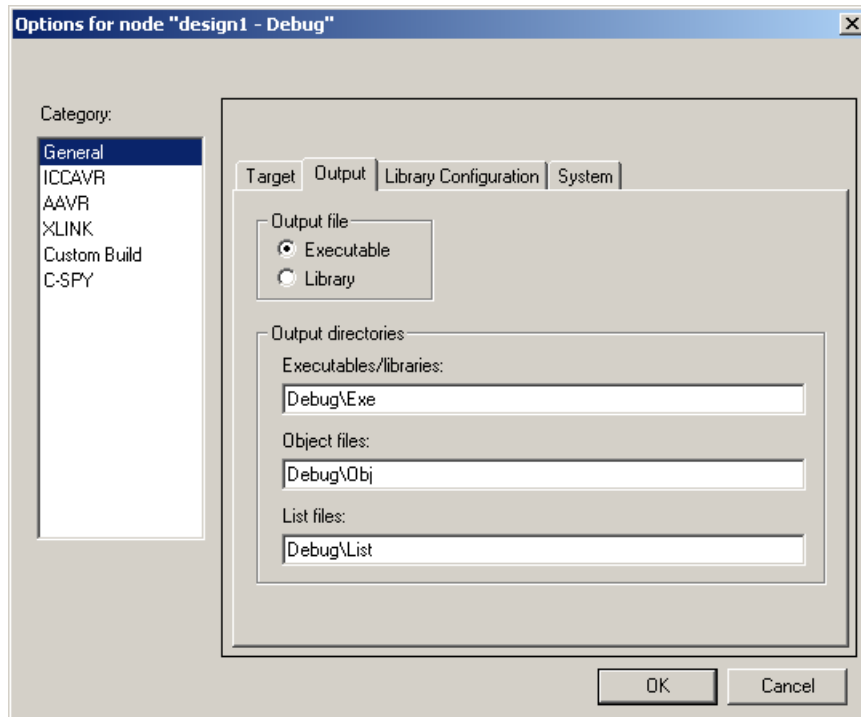 Options for node "design1 - Debug"
Category:
General
ICCAVR
AAVR
XLINK
Custom Build
C-SPY
Target Output Library Configuration System
Output file
Executable
Library
Output directories
Executables/libraries:
Debug\Exe
Object files:
Debug\Obj
List files:
Debug\List
OK Cancel